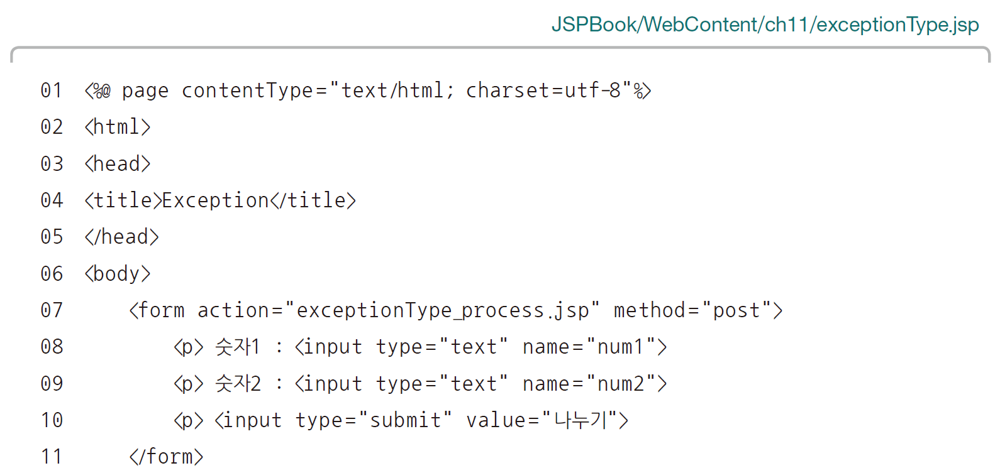 JSPBook/WebContent/ch11/exceptionType.jsp
01 <%@ page contentType="text/html; charset=utf-8"%>
02 <html>
03 <head>
04 <title>Exception</title>
05 </head>
06 <body>
07     <form action="exceptionType_process.jsp" method="post">
08         <p> 숫자1 : <input type="text" name="num1">
09         <p> 숫자2 : <input type="text" name="num2">
10         <p> <input type="submit" value="나누기">
11     </form>